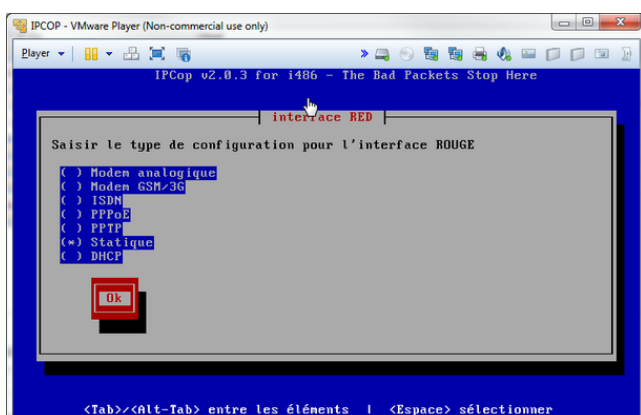 IPCOP - VMware Player (Non-commercial use only)
Player
IPCop v2.0.3 for i486 - The Bad Packets Stop Here
interface RED
Saisir le type de configuration pour l'interface ROUGE
( ) Modem analogique
( ) Modem GSM/3G
( ) ISDN
( ) PPPoE
( ) PPTP
(*) Statique
( ) DHCP
Ok
<Tab>/<Alt-Tab> entre les éléments | <Espace> sélectionner